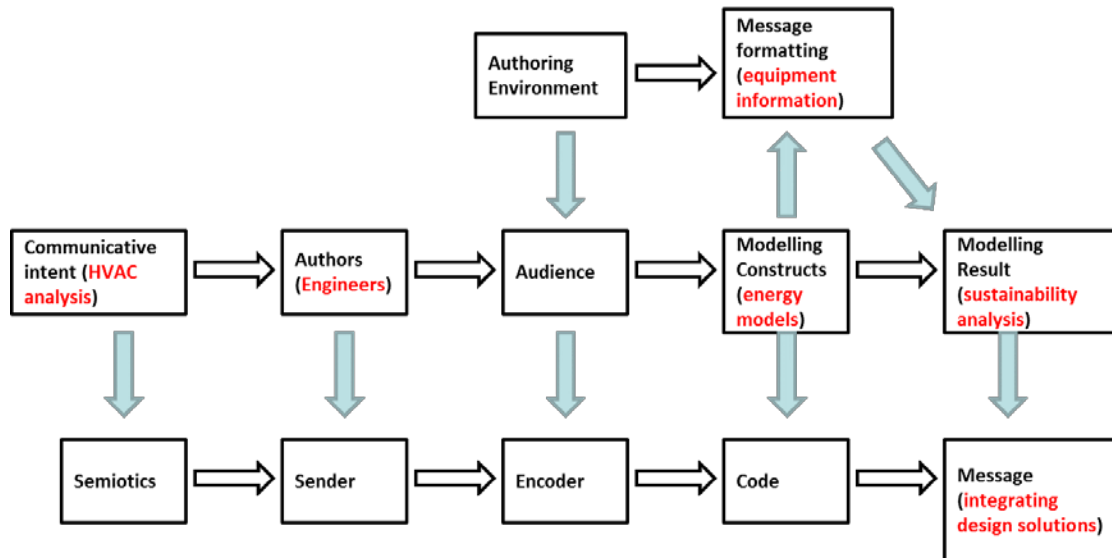 Authoring
Environment
Message
formatting
(equipment
information)
Communicative
intent (HVAC
analysis)
Authors
(Engineers)
Audience
Modelling
Constructs
(energy
models)
Modelling
Result
(sustainability
analysis)
Semiotics
Sender
Encoder
Code
Message
(integrating
design solutions)